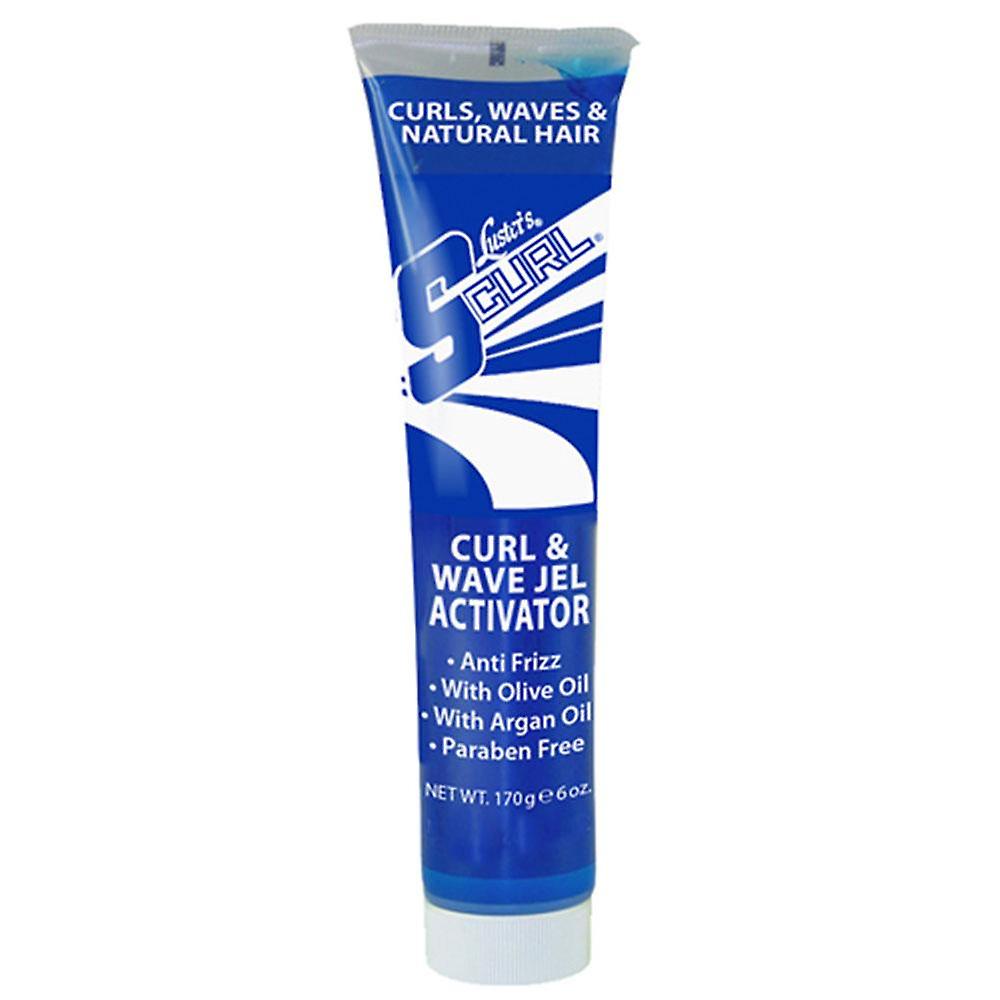 CURLS, WAVES &
NATURAL HAIR
Luster's®
SCURL®
CURL &
WAVE JEL
ACTIVATOR
• Anti Frizz
• With Olive Oil
• With Argan Oil
• Paraben Free
NET WT. 170g ℮ 6 oz.